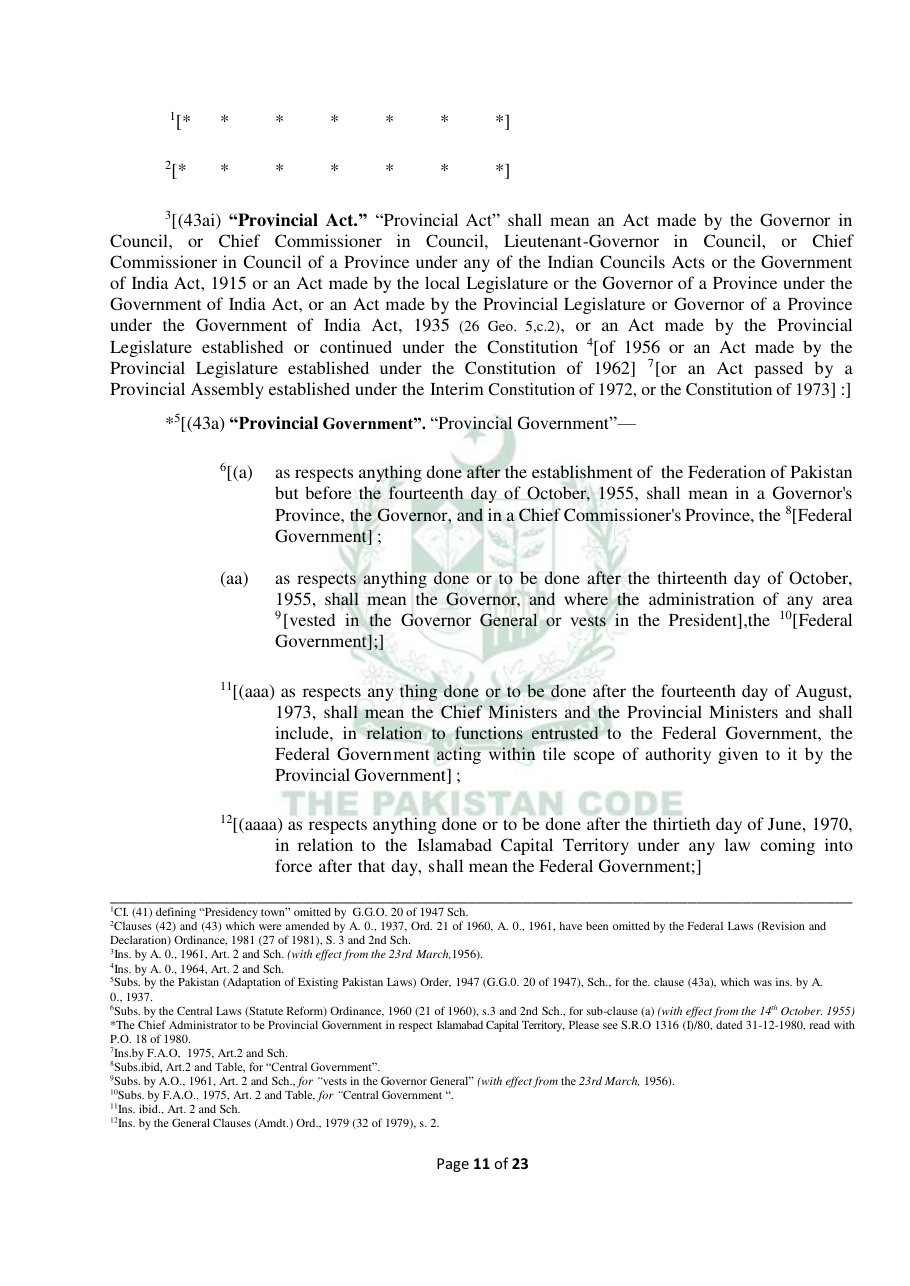 ¹[* * * * * * *]
²[* * * * * * *]
³[(43ai) “Provincial Act.” “Provincial Act” shall mean an Act made by the Governor in
Council, or Chief Commissioner in Council, Lieutenant-Governor in Council, or Chief
Commissioner in Council of a Province under any of the Indian Councils Acts or the Government
of India Act, 1915 or an Act made by the local Legislature or the Governor of a Province under the
Government of India Act, or an Act made by the Provincial Legislature or Governor of a Province
under the Government of India Act, 1935 (26 Geo. 5,c.2), or an Act made by the Provincial
Legislature established or continued under the Constitution ⁴[of 1956 or an Act made by the
Provincial Legislature established under the Constitution of 1962] ⁷[or an Act passed by a
Provincial Assembly established under the Interim Constitution of 1972, or the Constitution of 1973] :]
*⁵[(43a) “Provincial Government”. “Provincial Government”—
⁶[(a) as respects anything done after the establishment of the Federation of Pakistan
but before the fourteenth day of October, 1955, shall mean in a Governor's
Province, the Governor, and in a Chief Commissioner's Province, the ⁸[Federal
Government] ;
(aa) as respects anything done or to be done after the thirteenth day of October,
1955, shall mean the Governor, and where the administration of any area
⁹[vested in the Governor General or vests in the President],the ¹⁰[Federal
Government];]
¹¹[(aaa) as respects any thing done or to be done after the fourteenth day of August,
1973, shall mean the Chief Ministers and the Provincial Ministers and shall
include, in relation to functions entrusted to the Federal Government, the
Federal Government acting within tile scope of authority given to it by the
Provincial Government] ;
THE PAKISTAN CODE
¹²[(aaaa) as respects anything done or to be done after the thirtieth day of June, 1970,
in relation to the Islamabad Capital Territory under any law coming into
force after that day, shall mean the Federal Government;]
¹CI. (41) defining “Presidency town” omitted by G.G.O. 20 of 1947 Sch.
²Clauses (42) and (43) which were amended by A. 0., 1937, Ord. 21 of 1960, A. 0., 1961, have been omitted by the Federal Laws (Revision and
Declaration) Ordinance, 1981 (27 of 1981), S. 3 and 2nd Sch.
³Ins. by A. 0., 1961, Art. 2 and Sch. (with effect from the 23rd March,1956).
⁴Ins. by A. 0., 1964, Art. 2 and Sch.
⁵Subs. by the Pakistan (Adaptation of Existing Pakistan Laws) Order, 1947 (G.G.0. 20 of 1947), Sch., for the. clause (43a), which was ins. by A.
0., 1937.
⁶Subs. by the Central Laws (Statute Reform) Ordinance, 1960 (21 of 1960), s.3 and 2nd Sch., for sub-clause (a) (with effect from the 14th October. 1955)
*The Chief Administrator to be Provincial Government in respect Islamabad Capital Territory, Please see S.R.O 1316 (I)/80, dated 31-12-1980, read with
P.O. 18 of 1980.
⁷Ins.by F.A.O, 1975, Art.2 and Sch.
⁸Subs.ibid, Art.2 and Table, for “Central Government”.
⁹Subs. by A.O., 1961, Art. 2 and Sch., for “vests in the Governor General” (with effect from the 23rd March, 1956).
¹⁰Subs. by F.A.O., 1975, Art. 2 and Table, for “Central Government “.
¹¹Ins. ibid., Art. 2 and Sch.
¹²Ins. by the General Clauses (Amdt.) Ord., 1979 (32 of 1979), s. 2.
Page 11 of 23